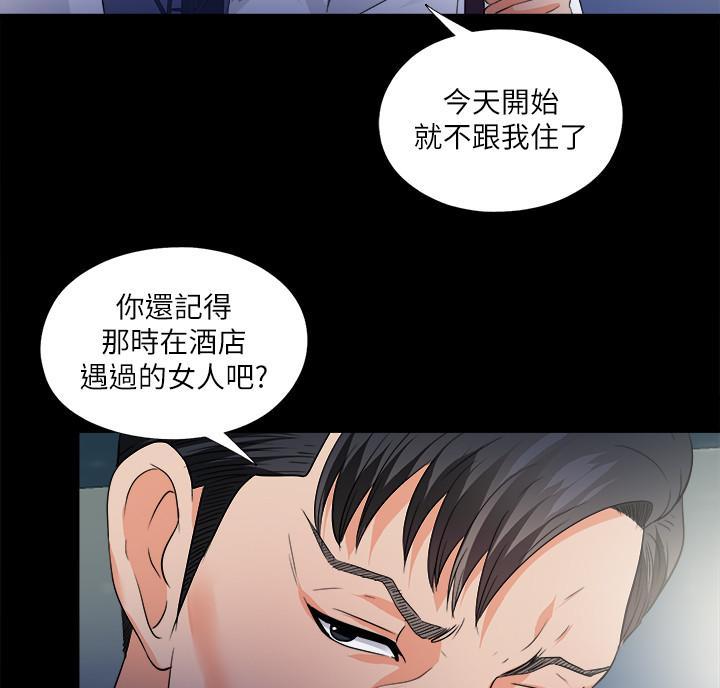 今天開始
就不跟我住了
你還記得
那時在酒店
遇過的女人吧?